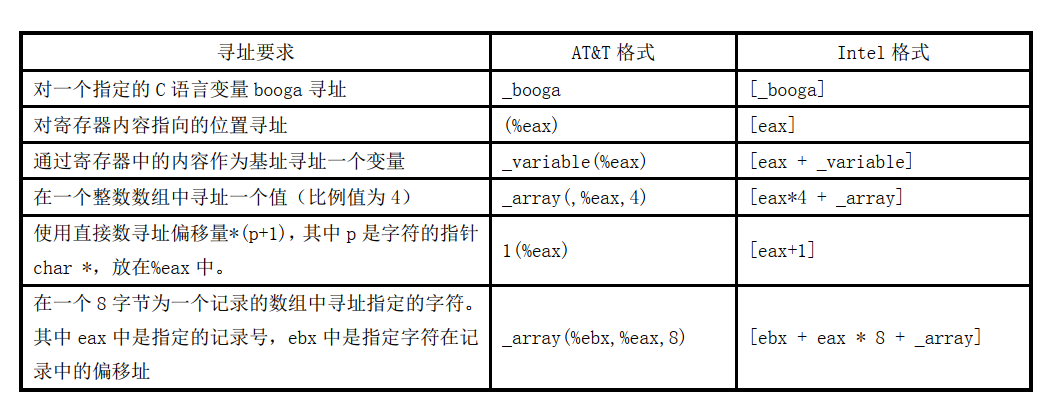 寻址要求 AT&T 格式 Intel 格式
对一个指定的 C 语言变量 booga 寻址 _booga [_booga]
对寄存器内容指向的位置寻址 (%eax) [eax]
通过寄存器中的内容作为基址寻址一个变量 _variable(%eax) [eax + _variable]
在一个整数数组中寻址一个值（比例值为 4） _array(,%eax,4) [eax*4 + _array]
使用直接数寻址偏移量*(p+1)，其中 p 是字符的指针
char *，放在%eax 中。 1(%eax) [eax+1]
在一个 8 字节为一个记录的数组中寻址指定的字符。
其中 eax 中是指定的记录号，ebx 中是指定字符在记 _array(%ebx,%eax,8) [ebx + eax * 8 + _array]
录中的偏移址